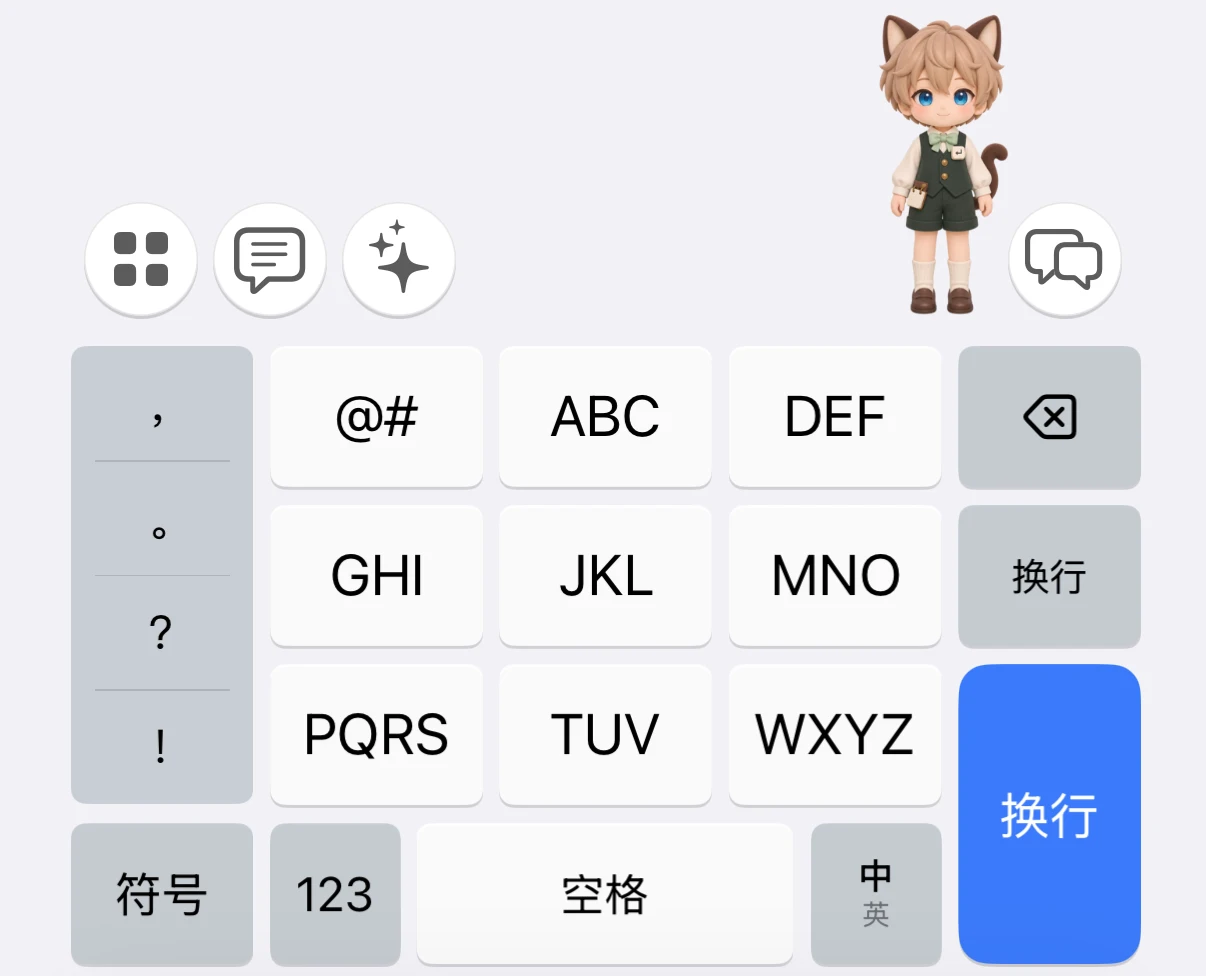 ， @# ABC DEF
。 GHI JKL MNO 换行
? PQRS TUV WXYZ
! 换行
符号 123 空格 中
英